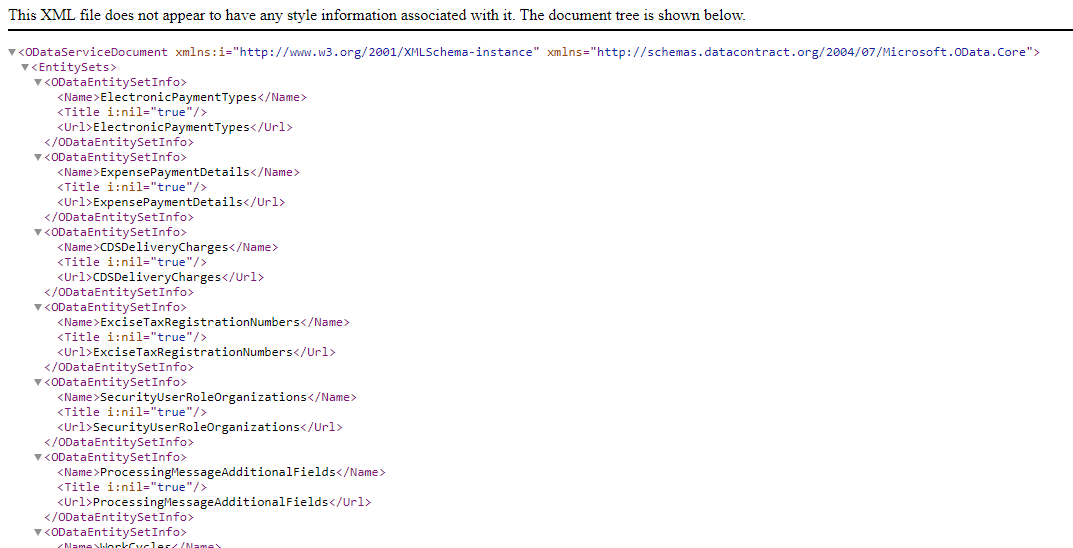 This XML file does not appear to have any style information associated with it. The document tree is shown below.
▼<ODataServiceDocument xmlns:i="http://www.w3.org/2001/XMLSchema-instance" xmlns="http://schemas.datacontract.org/2004/07/Microsoft.OData.Core">
▼<EntitySets>
▼<ODataEntitySetInfo>
<Name>ElectronicPaymentTypes</Name>
<Title i:nil="true"/>
<Url>ElectronicPaymentTypes</Url>
</ODataEntitySetInfo>
▼<ODataEntitySetInfo>
<Name>ExpensePaymentDetails</Name>
<Title i:nil="true"/>
<Url>ExpensePaymentDetails</Url>
</ODataEntitySetInfo>
▼<ODataEntitySetInfo>
<Name>CDSDeliveryCharges</Name>
<Title i:nil="true"/>
<Url>CDSDeliveryCharges</Url>
</ODataEntitySetInfo>
▼<ODataEntitySetInfo>
<Name>ExciseTaxRegistrationNumbers</Name>
<Title i:nil="true"/>
<Url>ExciseTaxRegistrationNumbers</Url>
</ODataEntitySetInfo>
▼<ODataEntitySetInfo>
<Name>SecurityUserRoleOrganizations</Name>
<Title i:nil="true"/>
<Url>SecurityUserRoleOrganizations</Url>
</ODataEntitySetInfo>
▼<ODataEntitySetInfo>
<Name>ProcessingMessageAdditionalFields</Name>
<Title i:nil="true"/>
<Url>ProcessingMessageAdditionalFields</Url>
</ODataEntitySetInfo>
▼<ODataEntitySetInfo>
<Name>WorkCycles</Name>